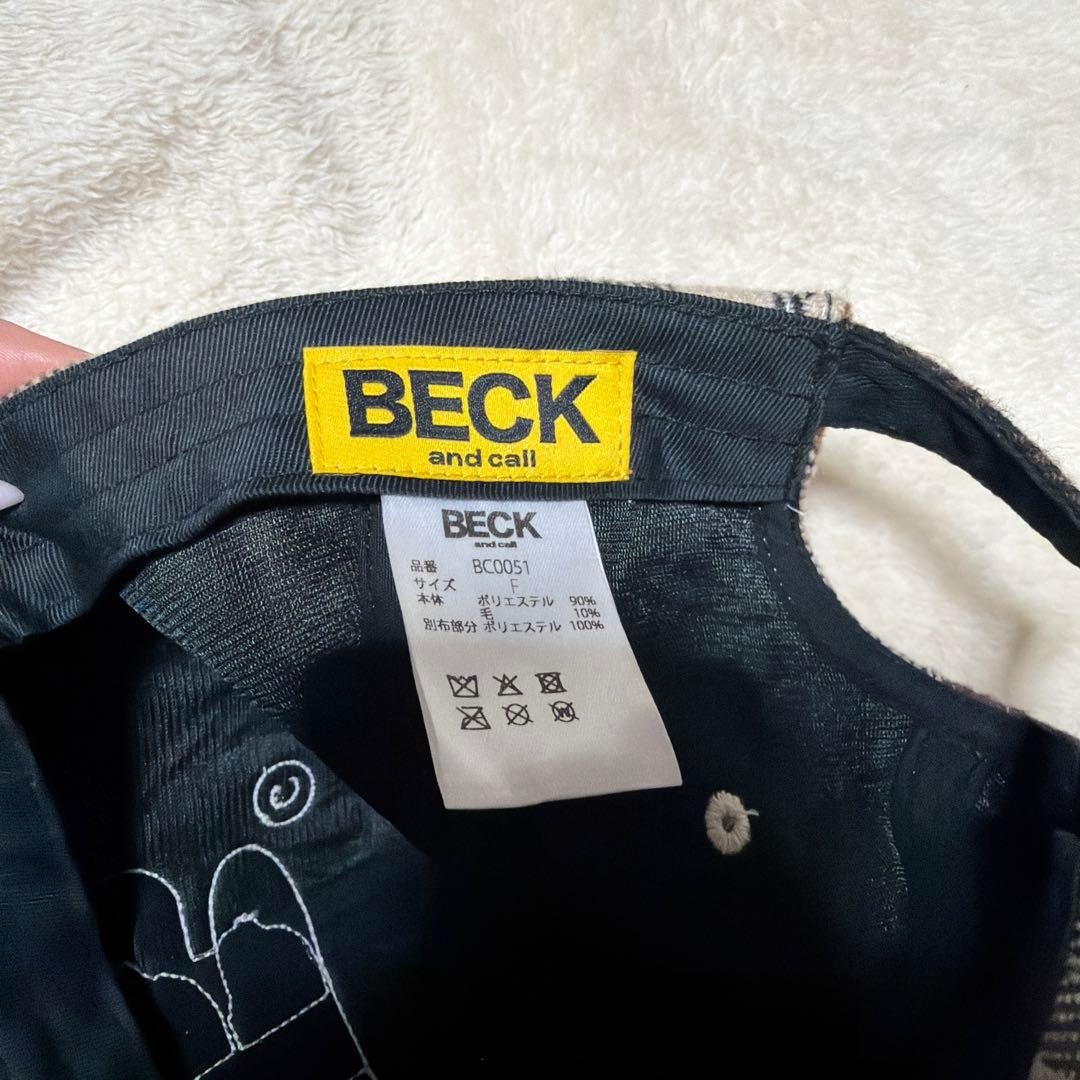 BECK
and call
BECK
and call
品番 BC0051
サイズ F
本体 ポリエステル 90%
毛 10%
別布部分 ポリエステル 100%
W